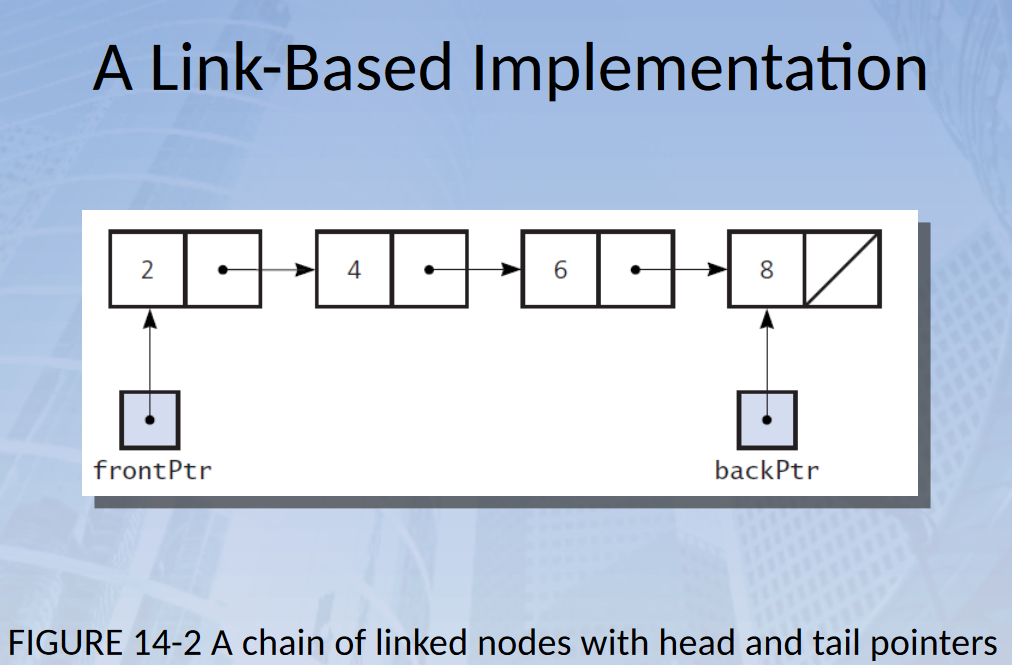 A Link-Based Implementation
2 4 6 8
frontPtr backPtr
FIGURE 14-2 A chain of linked nodes with head and tail pointers